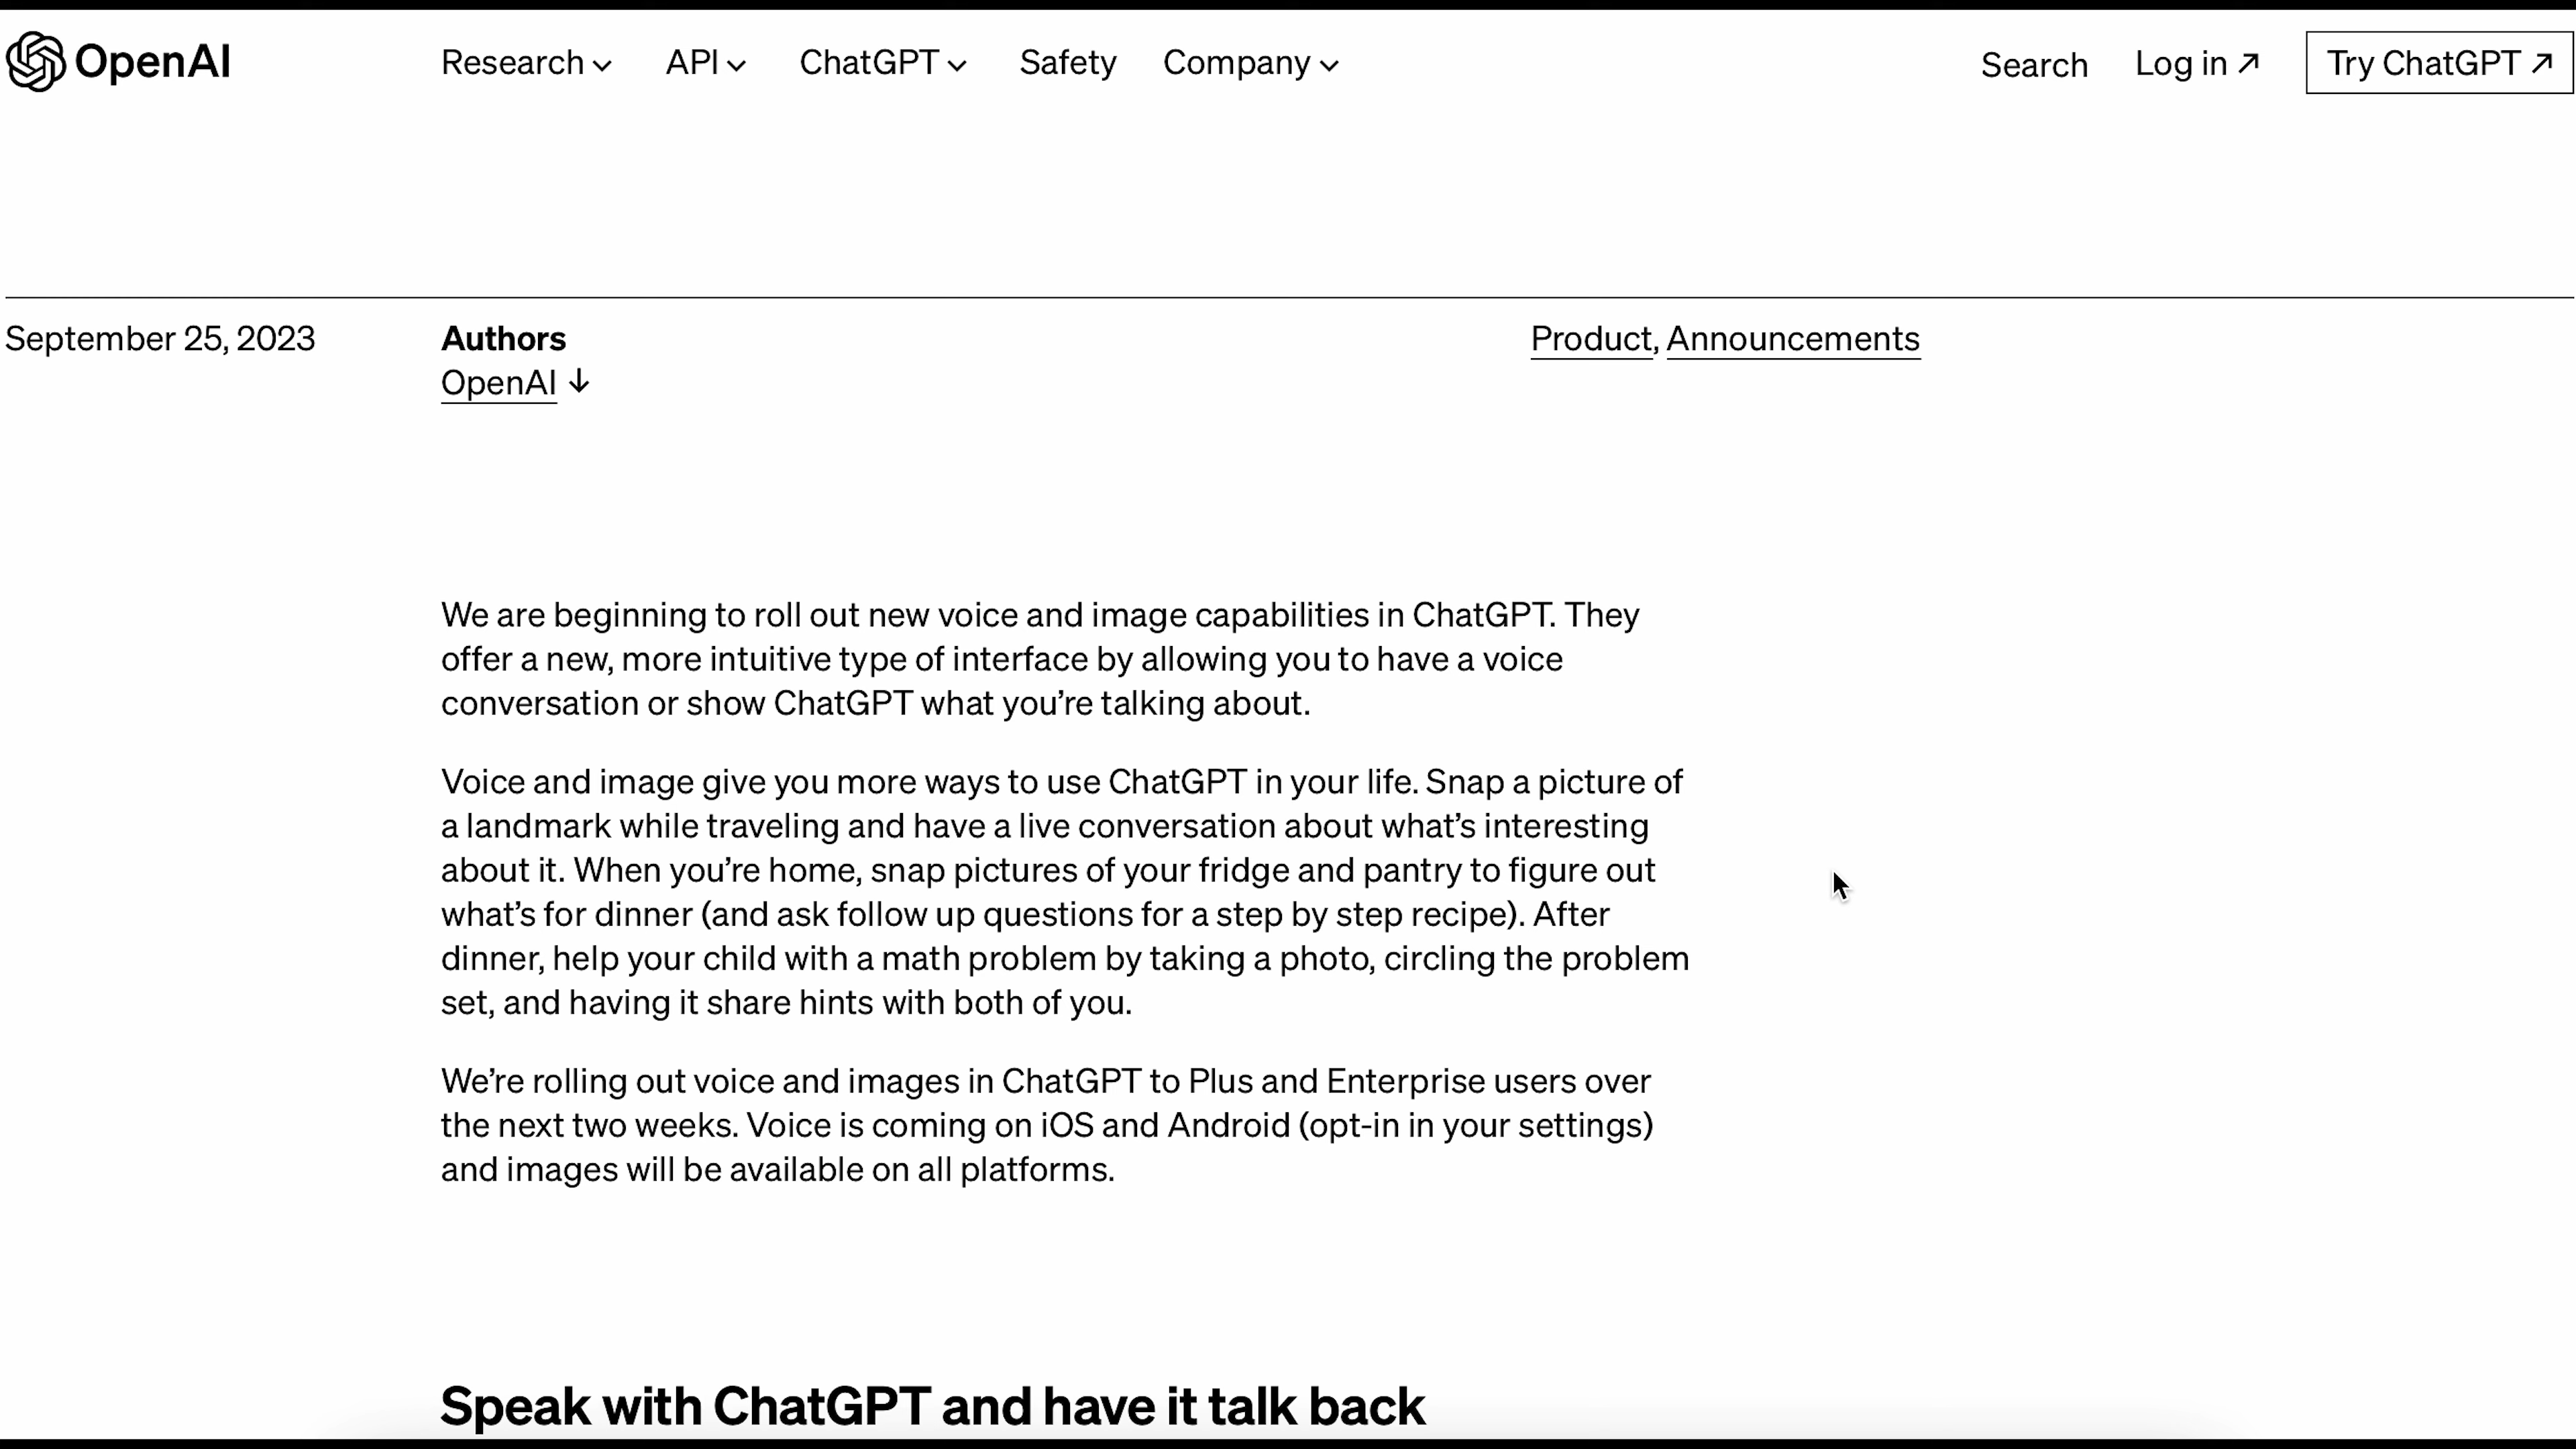 OpenAI
Research
API
ChatGPT
Safety
Company
Search
Log in ↗
Try ChatGPT ↗
September 25, 2023
Authors
OpenAI ↓
Product, Announcements
We are beginning to roll out new voice and image capabilities in ChatGPT. They
offer a new, more intuitive type of interface by allowing you to have a voice
conversation or show ChatGPT what you’re talking about.
Voice and image give you more ways to use ChatGPT in your life. Snap a picture of
a landmark while traveling and have a live conversation about what’s interesting
about it. When you’re home, snap pictures of your fridge and pantry to figure out
what’s for dinner (and ask follow up questions for a step by step recipe). After
dinner, help your child with a math problem by taking a photo, circling the problem
set, and having it share hints with both of you.
We’re rolling out voice and images in ChatGPT to Plus and Enterprise users over
the next two weeks. Voice is coming on iOS and Android (opt-in in your settings)
and images will be available on all platforms.
Speak with ChatGPT and have it talk back